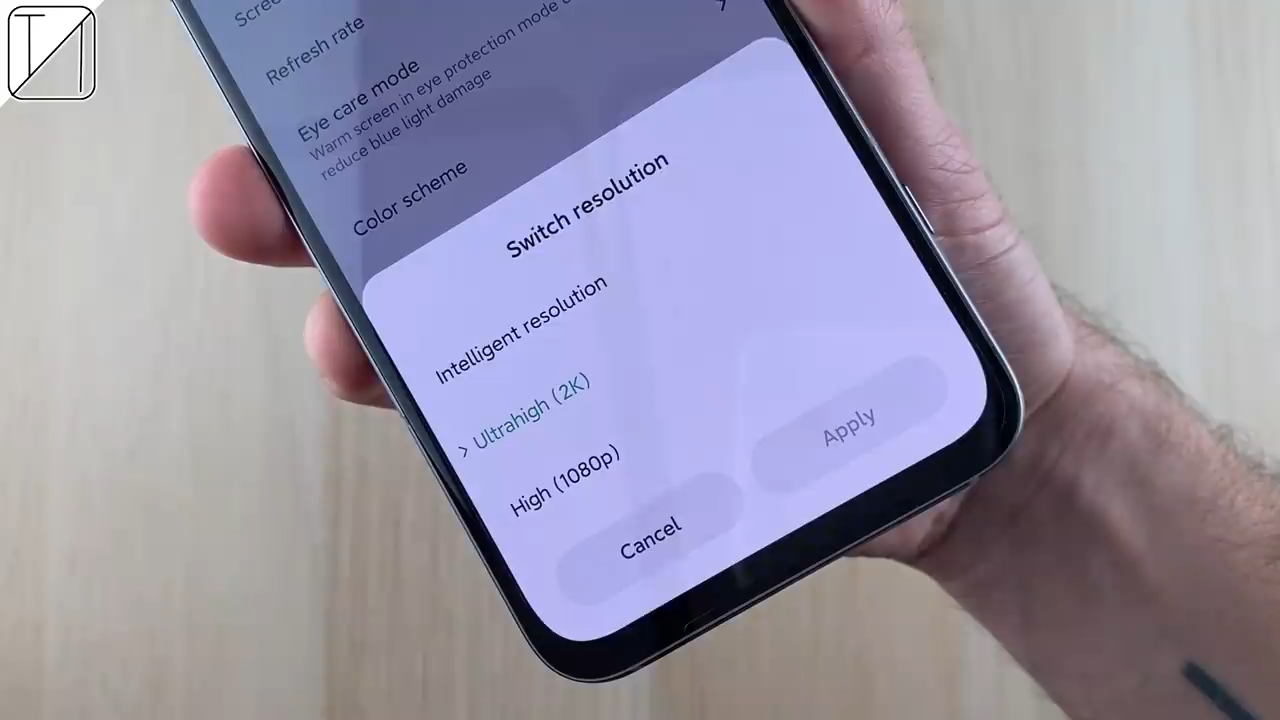 Refresh rate
Eye care mode
Warm screen in eye protection mode
reduce blue light damage
Color scheme
Switch resolution
Intelligent resolution
Ultrahigh (2K)
High (1080p)
Cancel
Apply